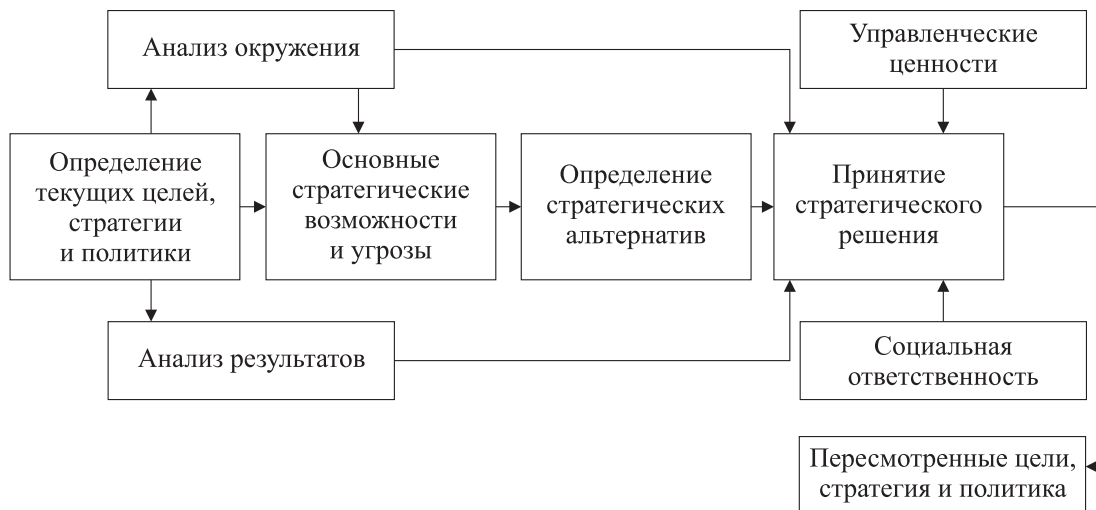 Анализ окружения
Управленческие
ценности
Определение
текущих целей,
стратегии
и политики
Основные
стратегические
возможности
и угрозы
Определение
стратегических
альтернатив
Принятие
стратегического
решения
Анализ результатов
Социальная
ответственность
Пересмотренные цели,
стратегия и политика